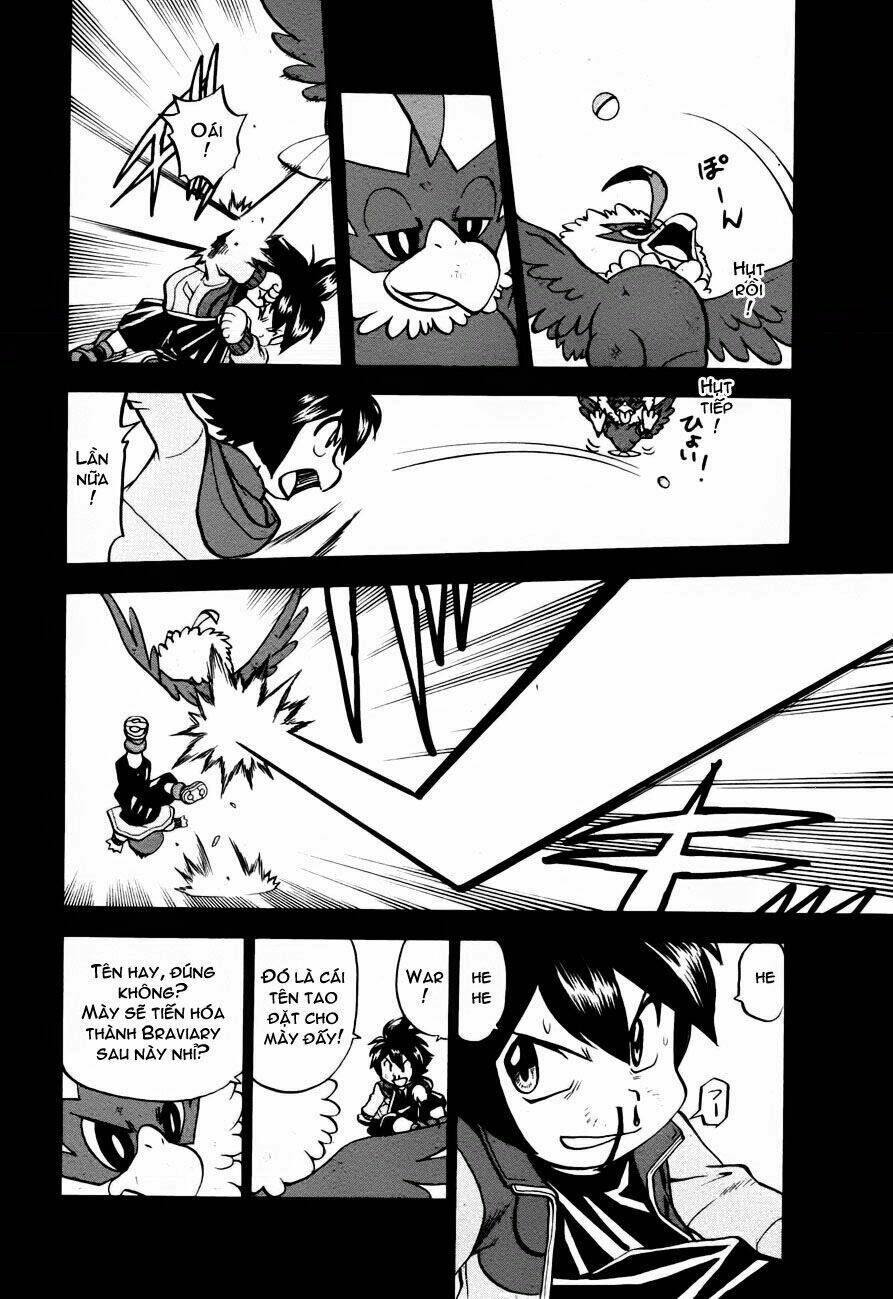 ぽーん
Hụt
rồi
!
Oái
!
Hụt
tiếp
!
ひょい!
Lần
nữa
!
He
He
he
?!
War
!
Đó là cái
tên tao
đặt cho
mày đấy!
Tên hay, đúng
không?
Mày sẽ tiến hóa
thành Braviary
sau này nhỉ?